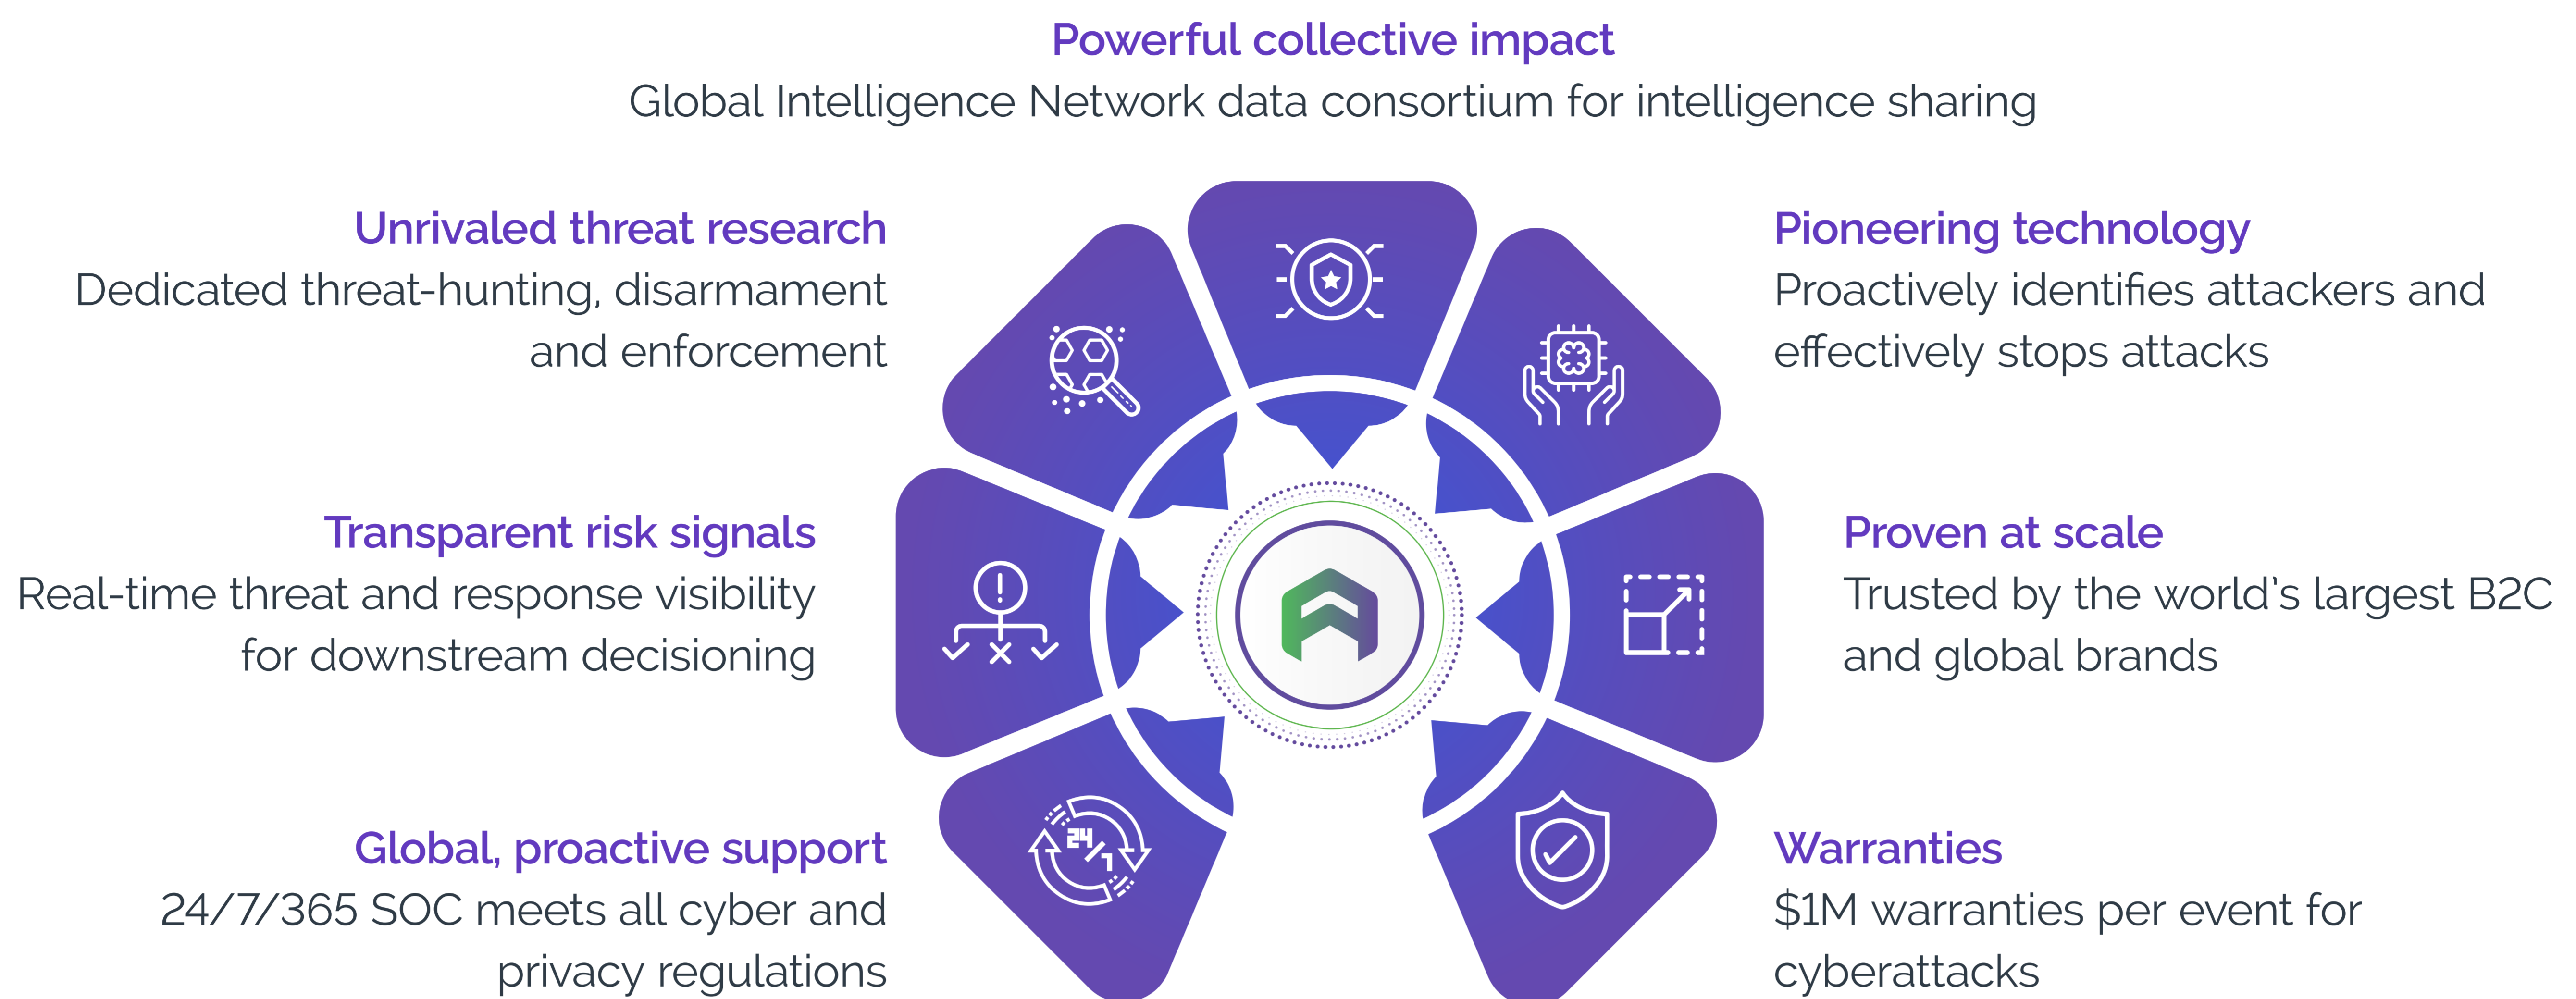 Powerful collective impact
Global Intelligence Network data consortium for intelligence sharing
Unrivaled threat research
Dedicated threat-hunting, disarmament
and enforcement
Pioneering technology
Proactively identifies attackers and
effectively stops attacks
Transparent risk signals
Real-time threat and response visibility
for downstream decisioning
Proven at scale
Trusted by the world's largest B2C
and global brands
Global, proactive support
24/7/365 SOC meets all cyber and
privacy regulations
24/7
Warranties
$1M warranties per event for
cyberattacks